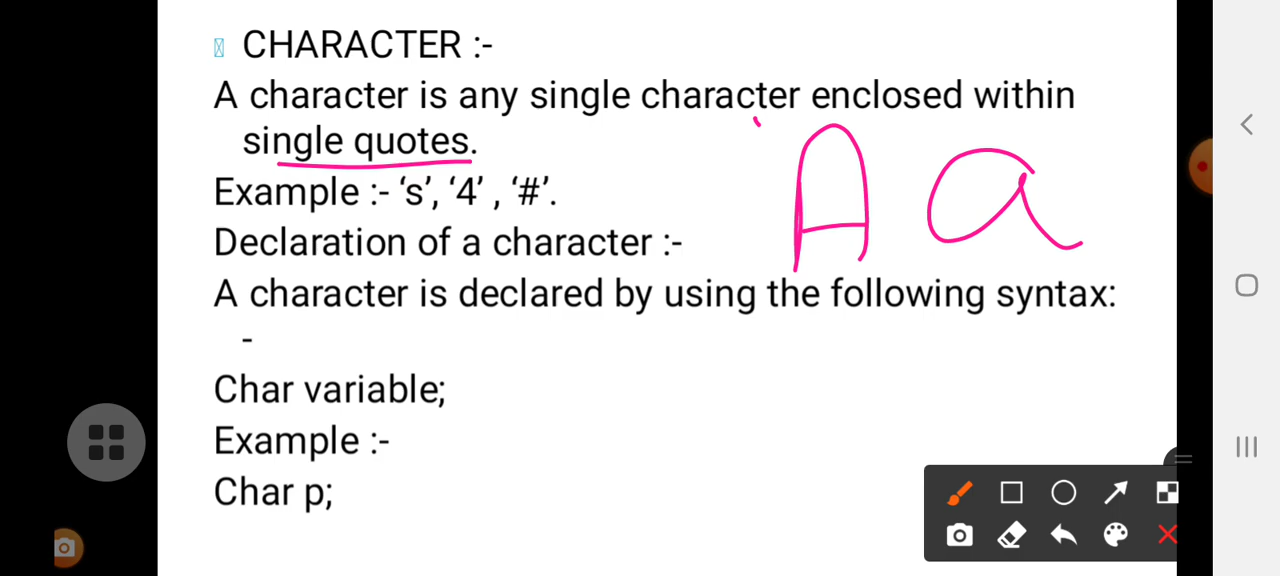 CHARACTER :-
A character is any single character enclosed within
single quotes.
A a
Example :- ‘s’, ‘4’ , ‘#’.
Declaration of a character :-
A character is declared by using the following syntax:
-
Char variable;
Example :-
Char p;